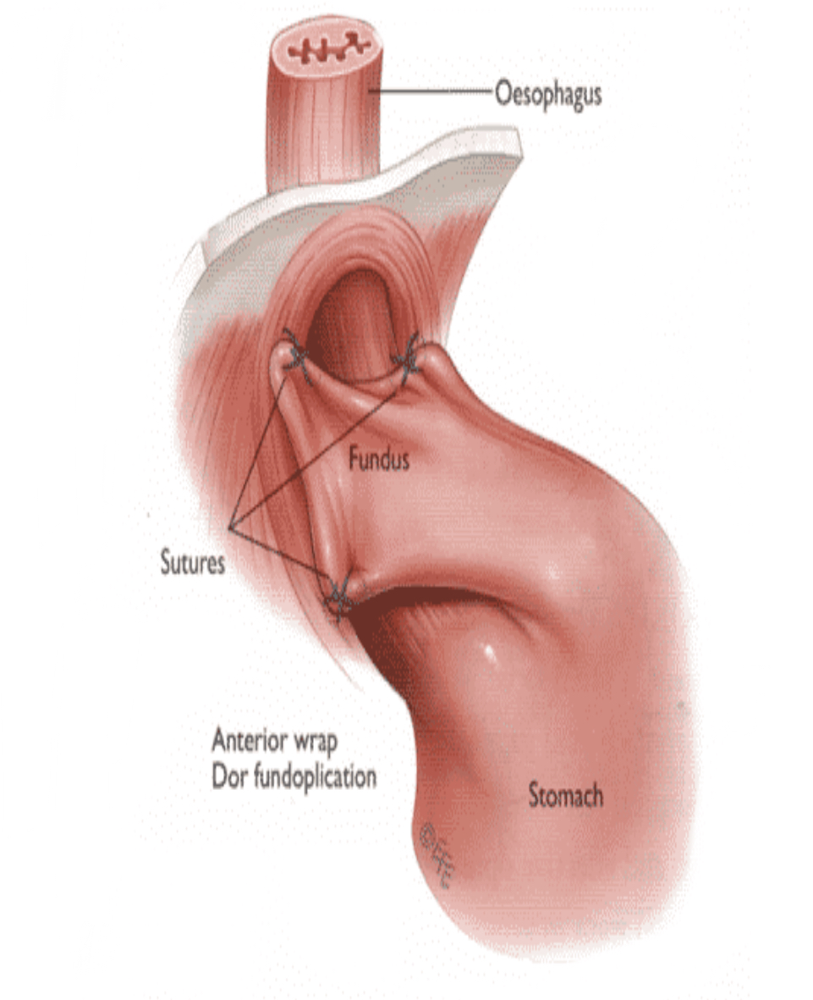 Oesophagus
Fundus
Sutures
Anterior wrap
Dor fundoplication
Stomach